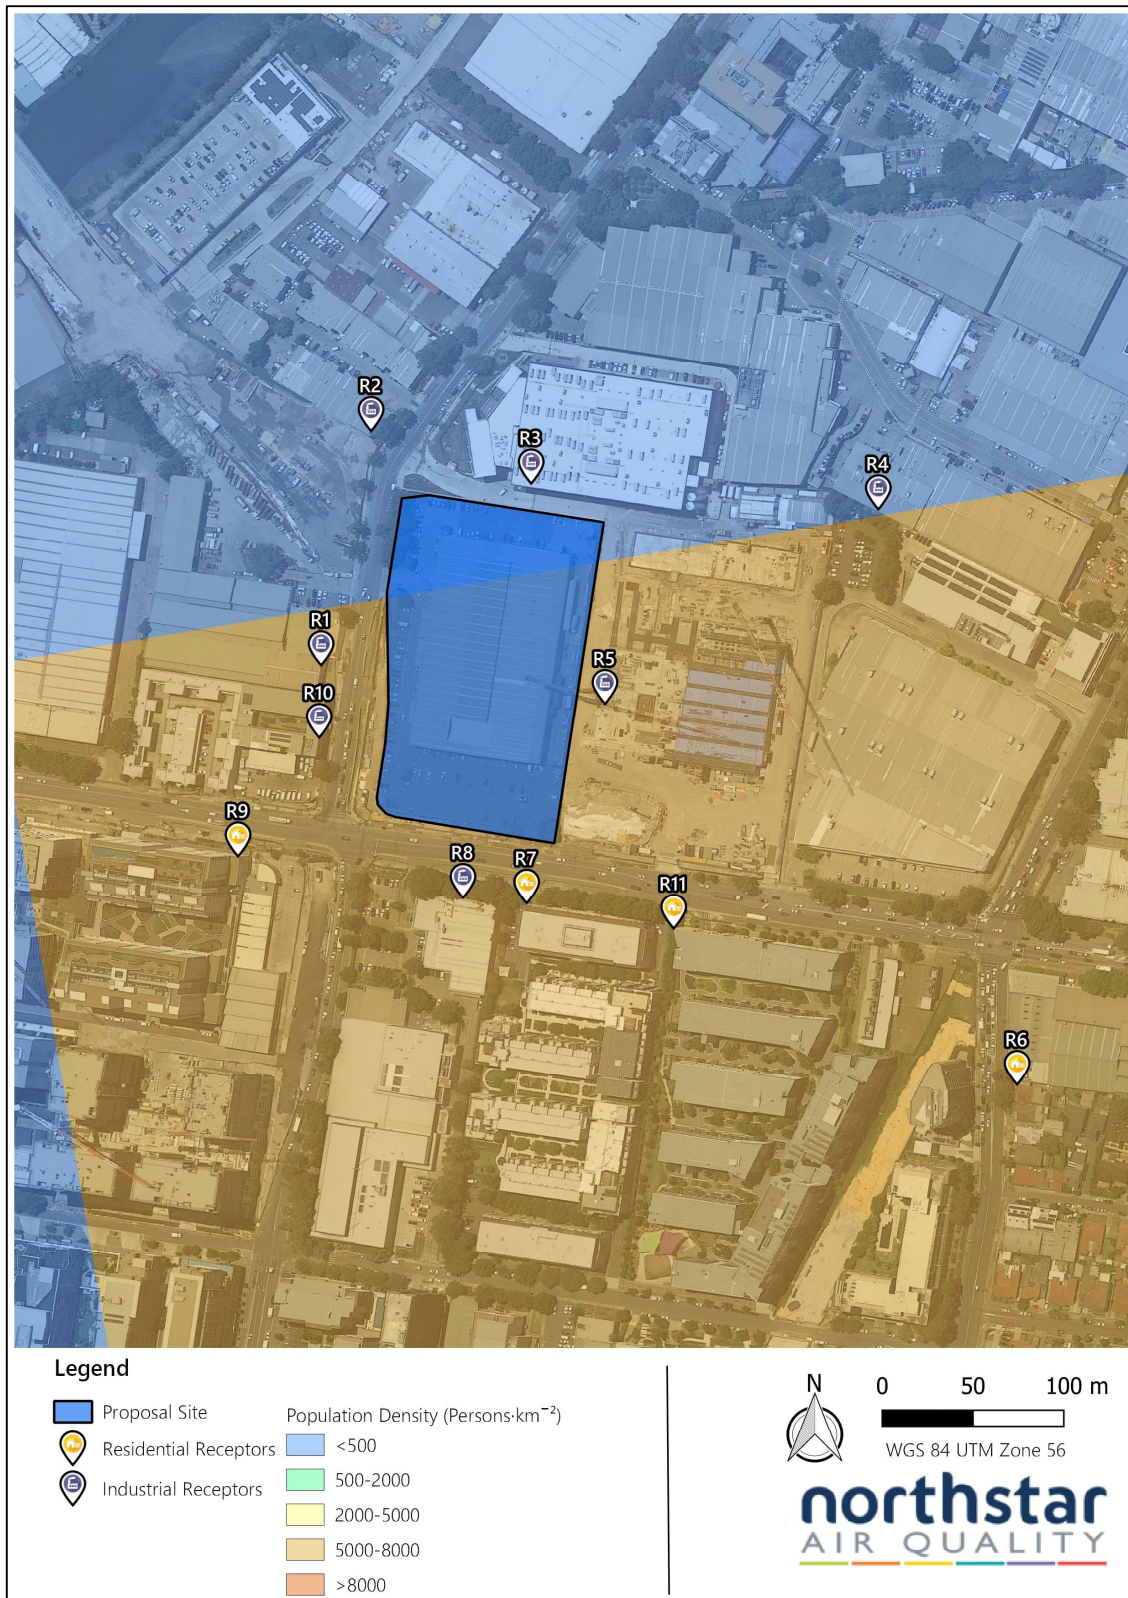 R2
R3
R4
R1
R5
R10
R9
R8
R7
R11
R6
Legend
Proposal Site
Residential Receptors
Industrial Receptors
Population Density (Persons·km⁻²)
<500
500-2000
2000-5000
5000-8000
>8000
N
0 50 100 m
WGS 84 UTM Zone 56
northstar
AIR QUALITY